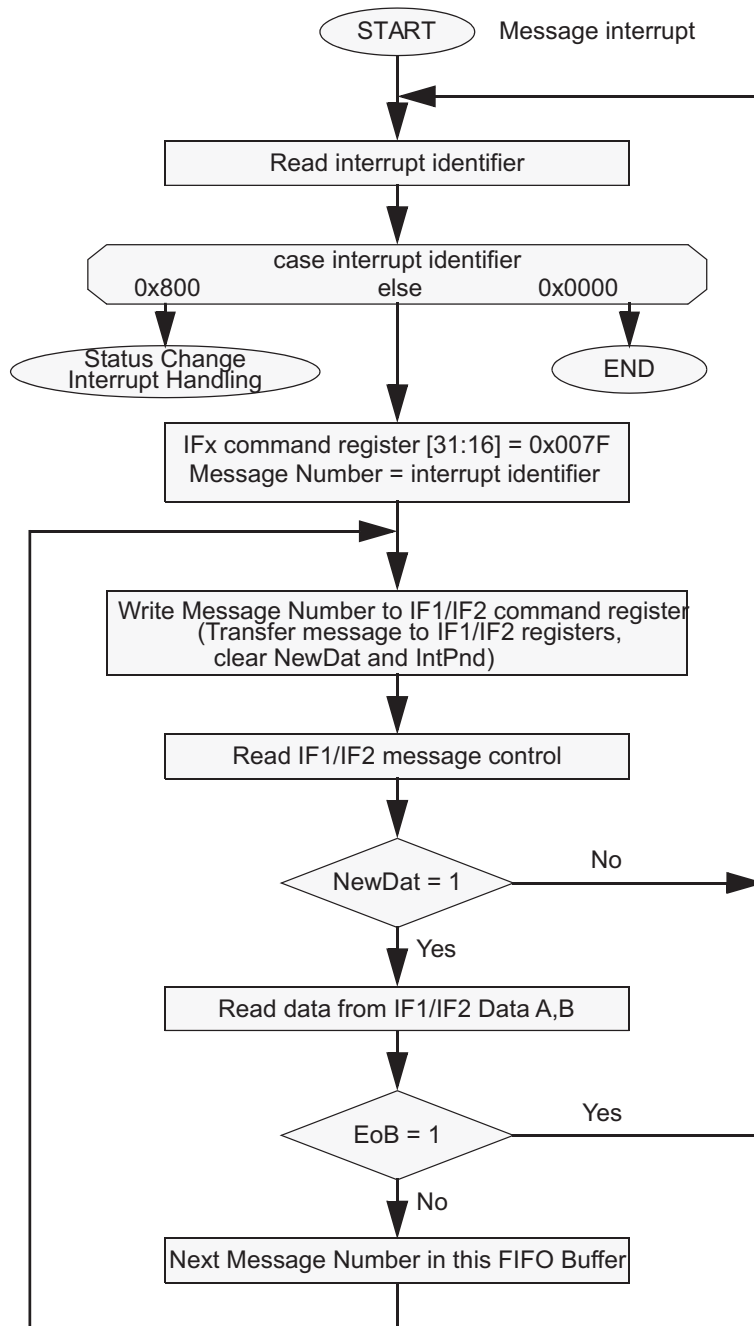 START Message interrupt
Read interrupt identifier
case interrupt identifier
0x800 else 0x0000
Status Change
Interrupt Handling
END
IFx command register [31:16] = 0x007F
Message Number = interrupt identifier
Write Message Number to IF1/IF2 command register
(Transfer message to IF1/IF2 registers,
clear NewDat and IntPnd)
Read IF1/IF2 message control
NewDat = 1
No
Yes
Read data from IF1/IF2 Data A,B
EoB = 1
Yes
No
Next Message Number in this FIFO Buffer